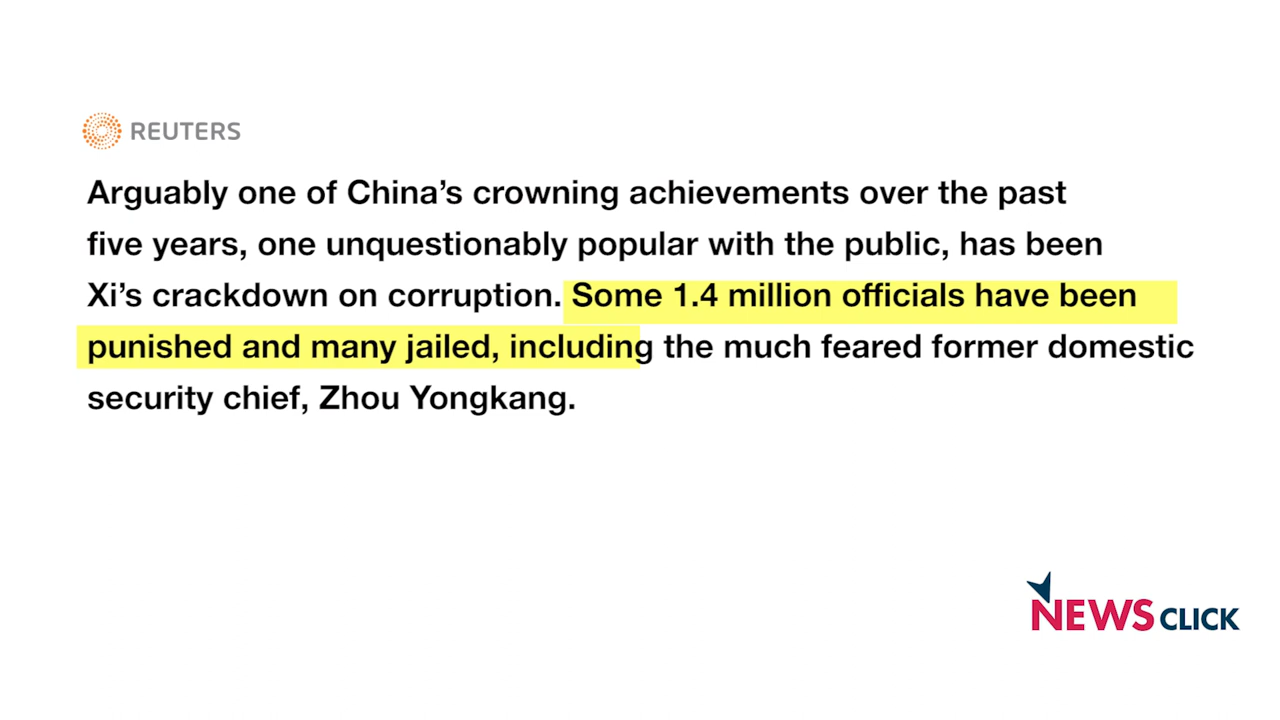 REUTERS
Arguably one of China’s crowning achievements over the past
five years, one unquestionably popular with the public, has been
Xi’s crackdown on corruption. Some 1.4 million officials have been
punished and many jailed, including the much feared former domestic
security chief, Zhou Yongkang.
NEWSCLICK